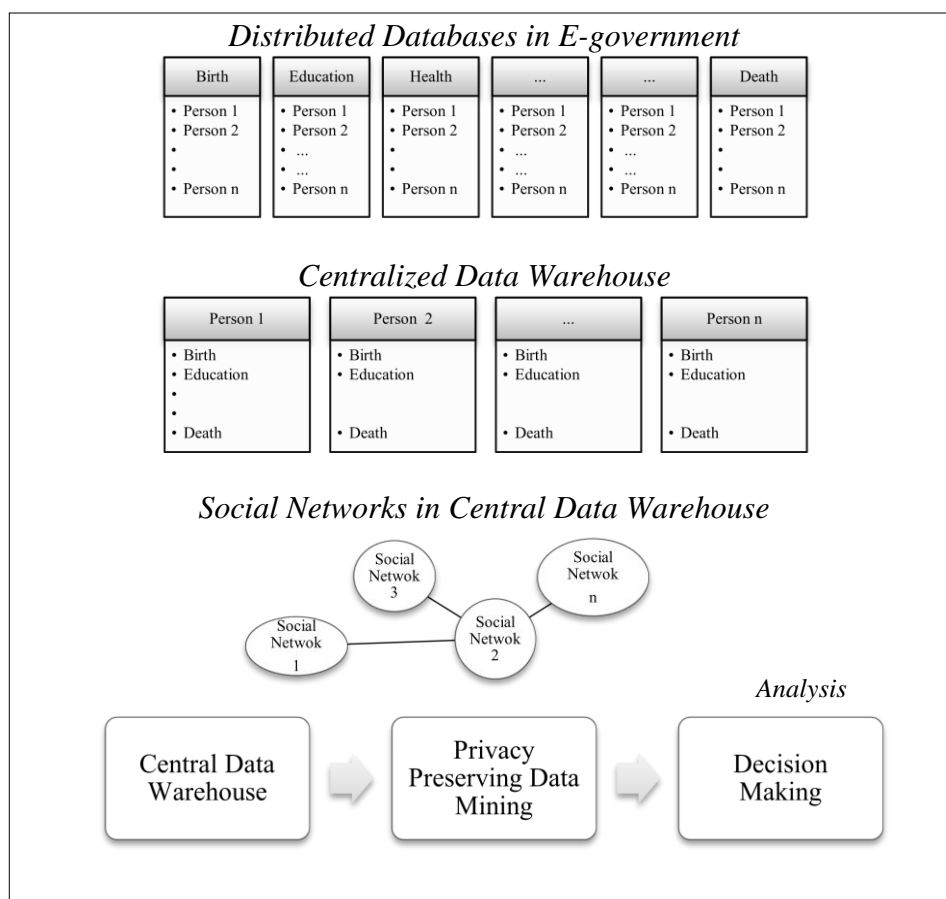 Distributed Databases in E-government
Birth
• Person 1
• Person 2
•
•
• Person n
Education
• Person 1
• Person 2
• ...
• ...
• Person n
Health
• Person 1
• Person 2
•
•
• Person n
...
• Person 1
• Person 2
• ...
• ...
• Person n
...
• Person 1
• Person 2
• ...
• ...
• Person n
Death
• Person 1
• Person 2
•
•
• Person n
Centralized Data Warehouse
Person 1
• Birth
• Education
•
•
• Death
Person 2
• Birth
• Education
• Death
...
• Birth
• Education
• Death
Person n
• Birth
• Education
• Death
Social Networks in Central Data Warehouse
Social
Netwok
3
Social
Netwok
n
Social
Netwok
1
Social
Netwok
2
Analysis
Central Data
Warehouse
Privacy
Preserving Data
Mining
Decision
Making